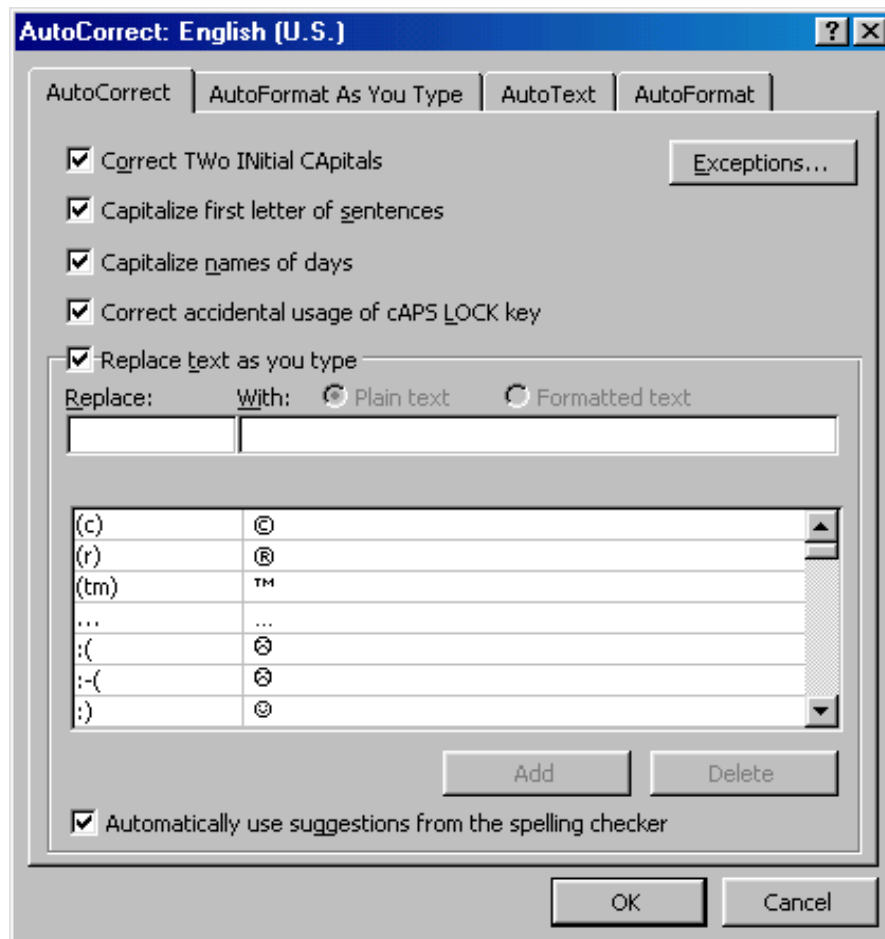 AutoCorrect: English (U.S.)
AutoCorrect AutoFormat As You Type AutoText AutoFormat
Correct TWo INitial CApitals Exceptions...
Capitalize first letter of sentences
Capitalize names of days
Correct accidental usage of cAPS LOCK key
Replace text as you type
Replace: With: Plain text Formatted text
(c) ©
(r) ®
(tm) ™
... ...
:( ☹
:-( ☹
:) ☺
Add Delete
Automatically use suggestions from the spelling checker
OK Cancel